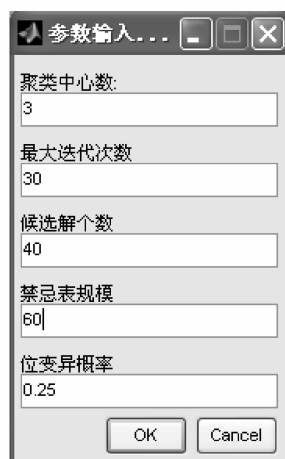 参数输入...
聚类中心数:
3
最大迭代次数
30
候选解个数
40
禁忌表规模
60
位变异概率
0.25
OK Cancel